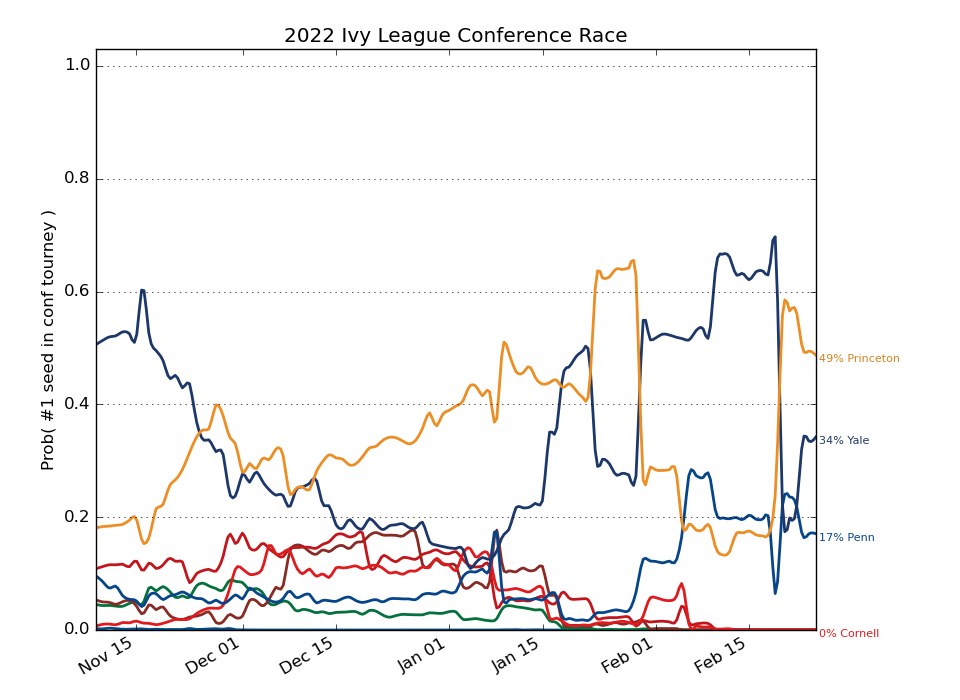 2022 Ivy League Conference Race
Prob( #1 seed in conf tourney )
1.0
0.8
0.6
0.4
0.2
0.0
49% Princeton
34% Yale
17% Penn
0% Cornell
Nov 15
Dec 01
Dec 15
Jan 01
Jan 15
Feb 01
Feb 15